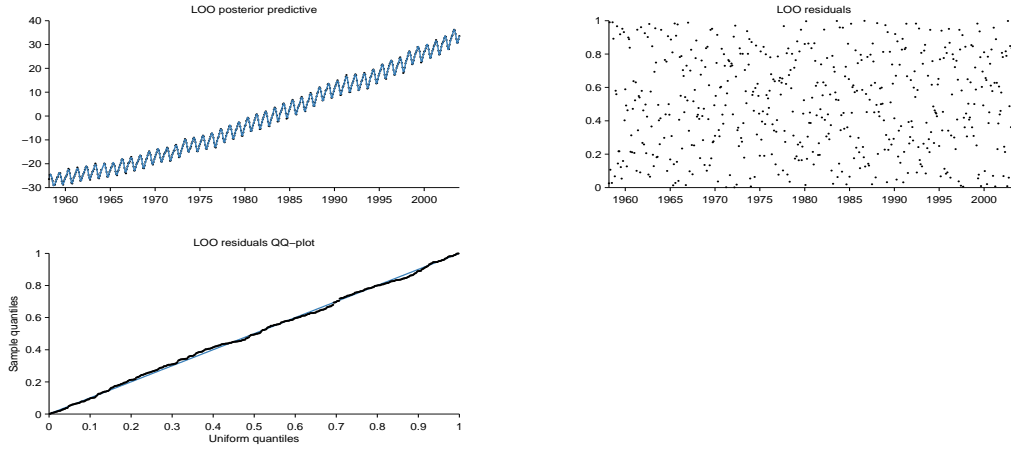 LOO posterior predictive
40
30
20
10
0
−10
−20
−30
1960 1965 1970 1975 1980 1985 1990 1995 2000
LOO residuals
1
0.8
0.6
0.4
0.2
0
1960 1965 1970 1975 1980 1985 1990 1995 2000
LOO residuals QQ−plot
Sample quantiles
1
0.8
0.6
0.4
0.2
0
0 0.1 0.2 0.3 0.4 0.5 0.6 0.7 0.8 0.9 1
Uniform quantiles